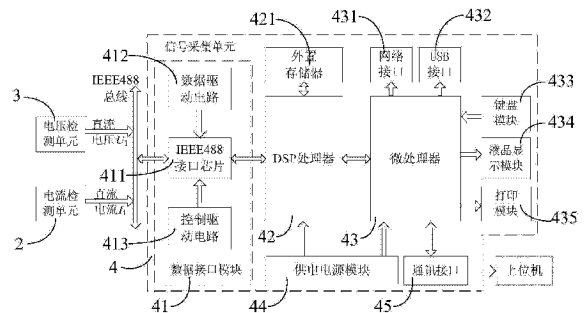 信号采集单元
412
421
431
432
IEEE488
总线
数据驱
动电路
外置
存储器
网络
接口
USB
接口
433
3
键盘
模块
434
电压检
测单元
直流
电压U₁
IEEE488
接口芯片
DSP处理器
微处理器
液晶显
示模块
411
电流检
测单元
直流
电流I₁
打印
模块
控制驱
动电路
435
2
413
42
43
4
数据接口模块
供电电源模块
通讯接口
上位机
41
44
45